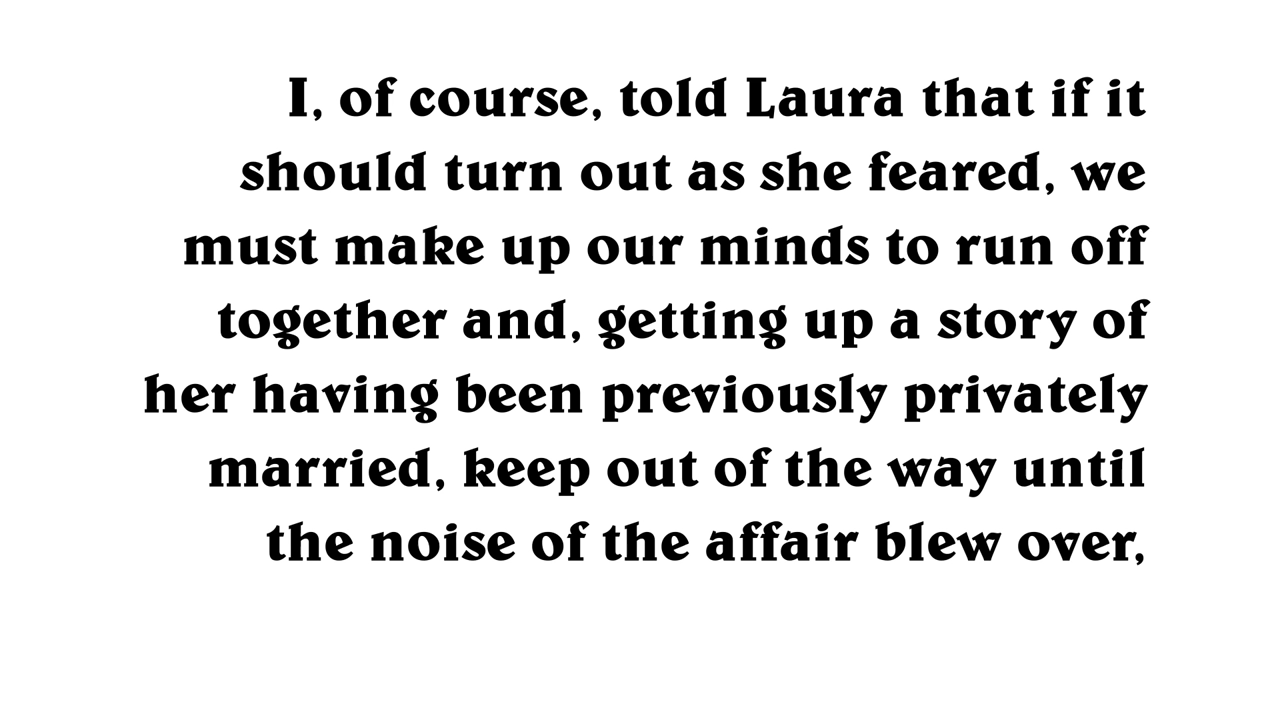 I, of course, told Laura that if it
should turn out as she feared, we
must make up our minds to run off
together and, getting up a story of
her having been previously privately
married, keep out of the way until
the noise of the affair blew over,